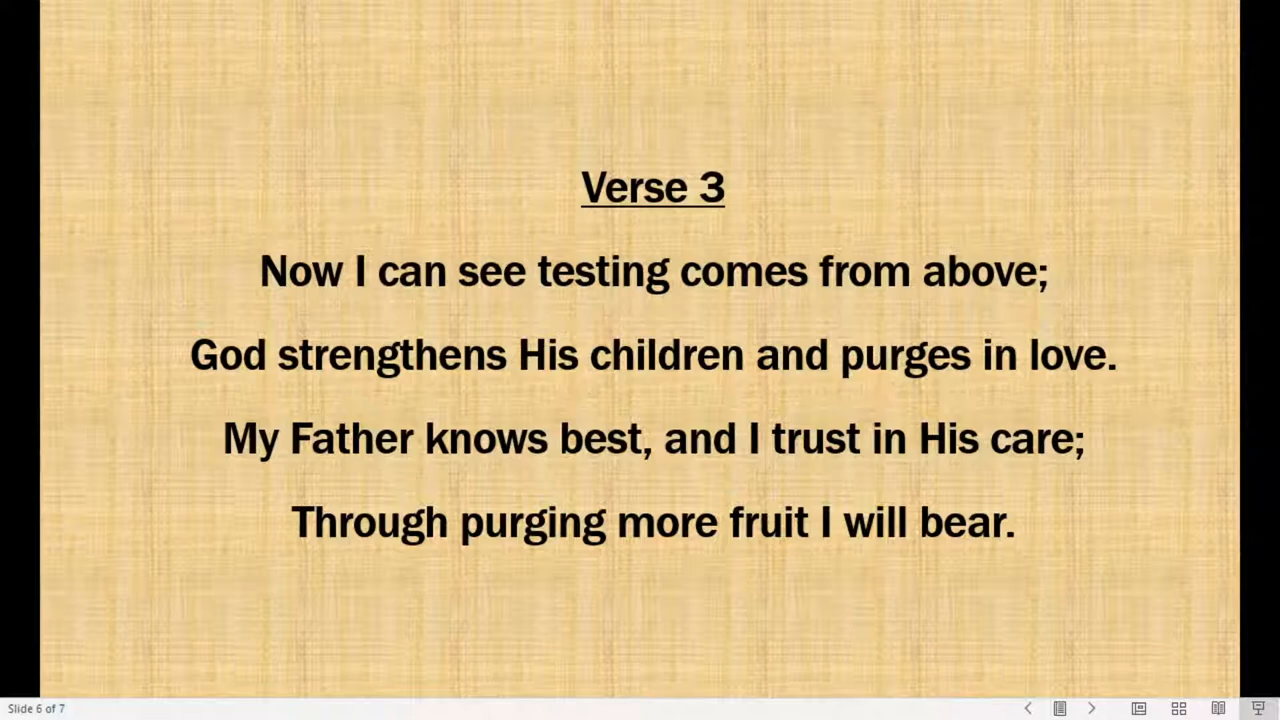 Verse 3
Now I can see testing comes from above;
God strengthens His children and purges in love.
My Father knows best, and I trust in His care;
Through purging more fruit I will bear.
Slide 6 of 7